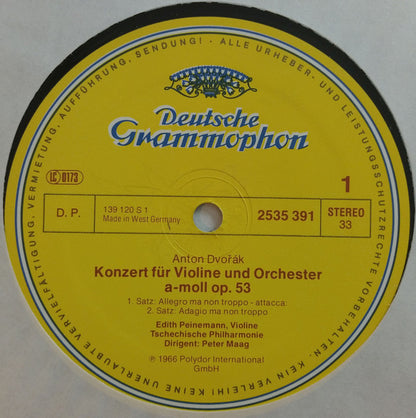 ALLE URHEBER- UND LEISTUNGSSCHUTZRECHTE VORBEHALTEN · KEIN VERLEIH! KEINE UNERLAUBTE VERVIELFÄLTIGUNG, VERMIETUNG, AUFFÜHRUNG, SENDUNG! ·
Deutsche
Grammophon
LC 0173
1
D. P.
139 120 S 1
Made in West Germany
2535 391
STEREO
33
Anton Dvořák
Konzert für Violine und Orchester
a-moll op. 53
1. Satz: Allegro ma non troppo - attacca:
2. Satz: Adagio ma non troppo
Edith Peinemann, Violine
Tschechische Philharmonie
Dirigent: Peter Maag
℗ 1966 Polydor International
GmbH